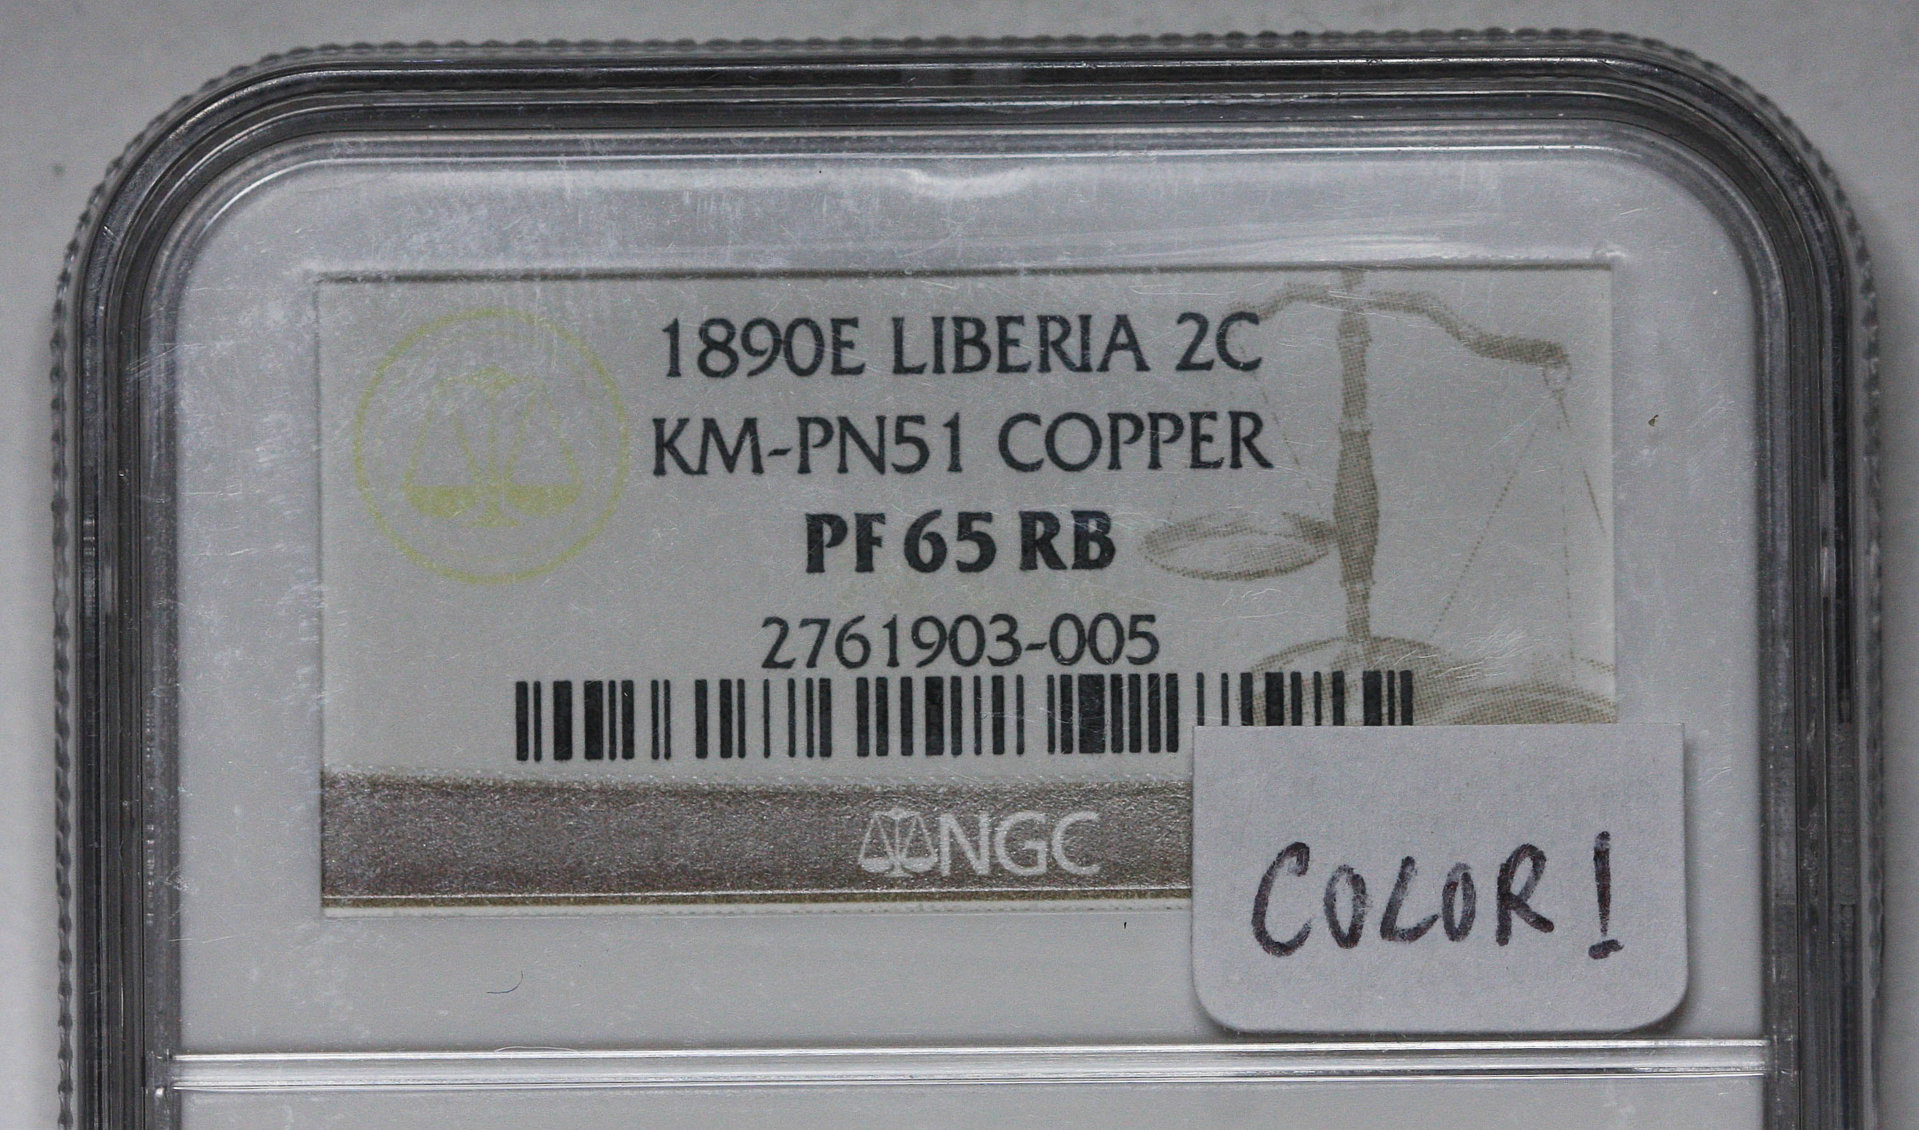 1890E LIBERIA 2C
KM-PN51 COPPER
PF 65 RB
2761903-005
NGC
COLOR!